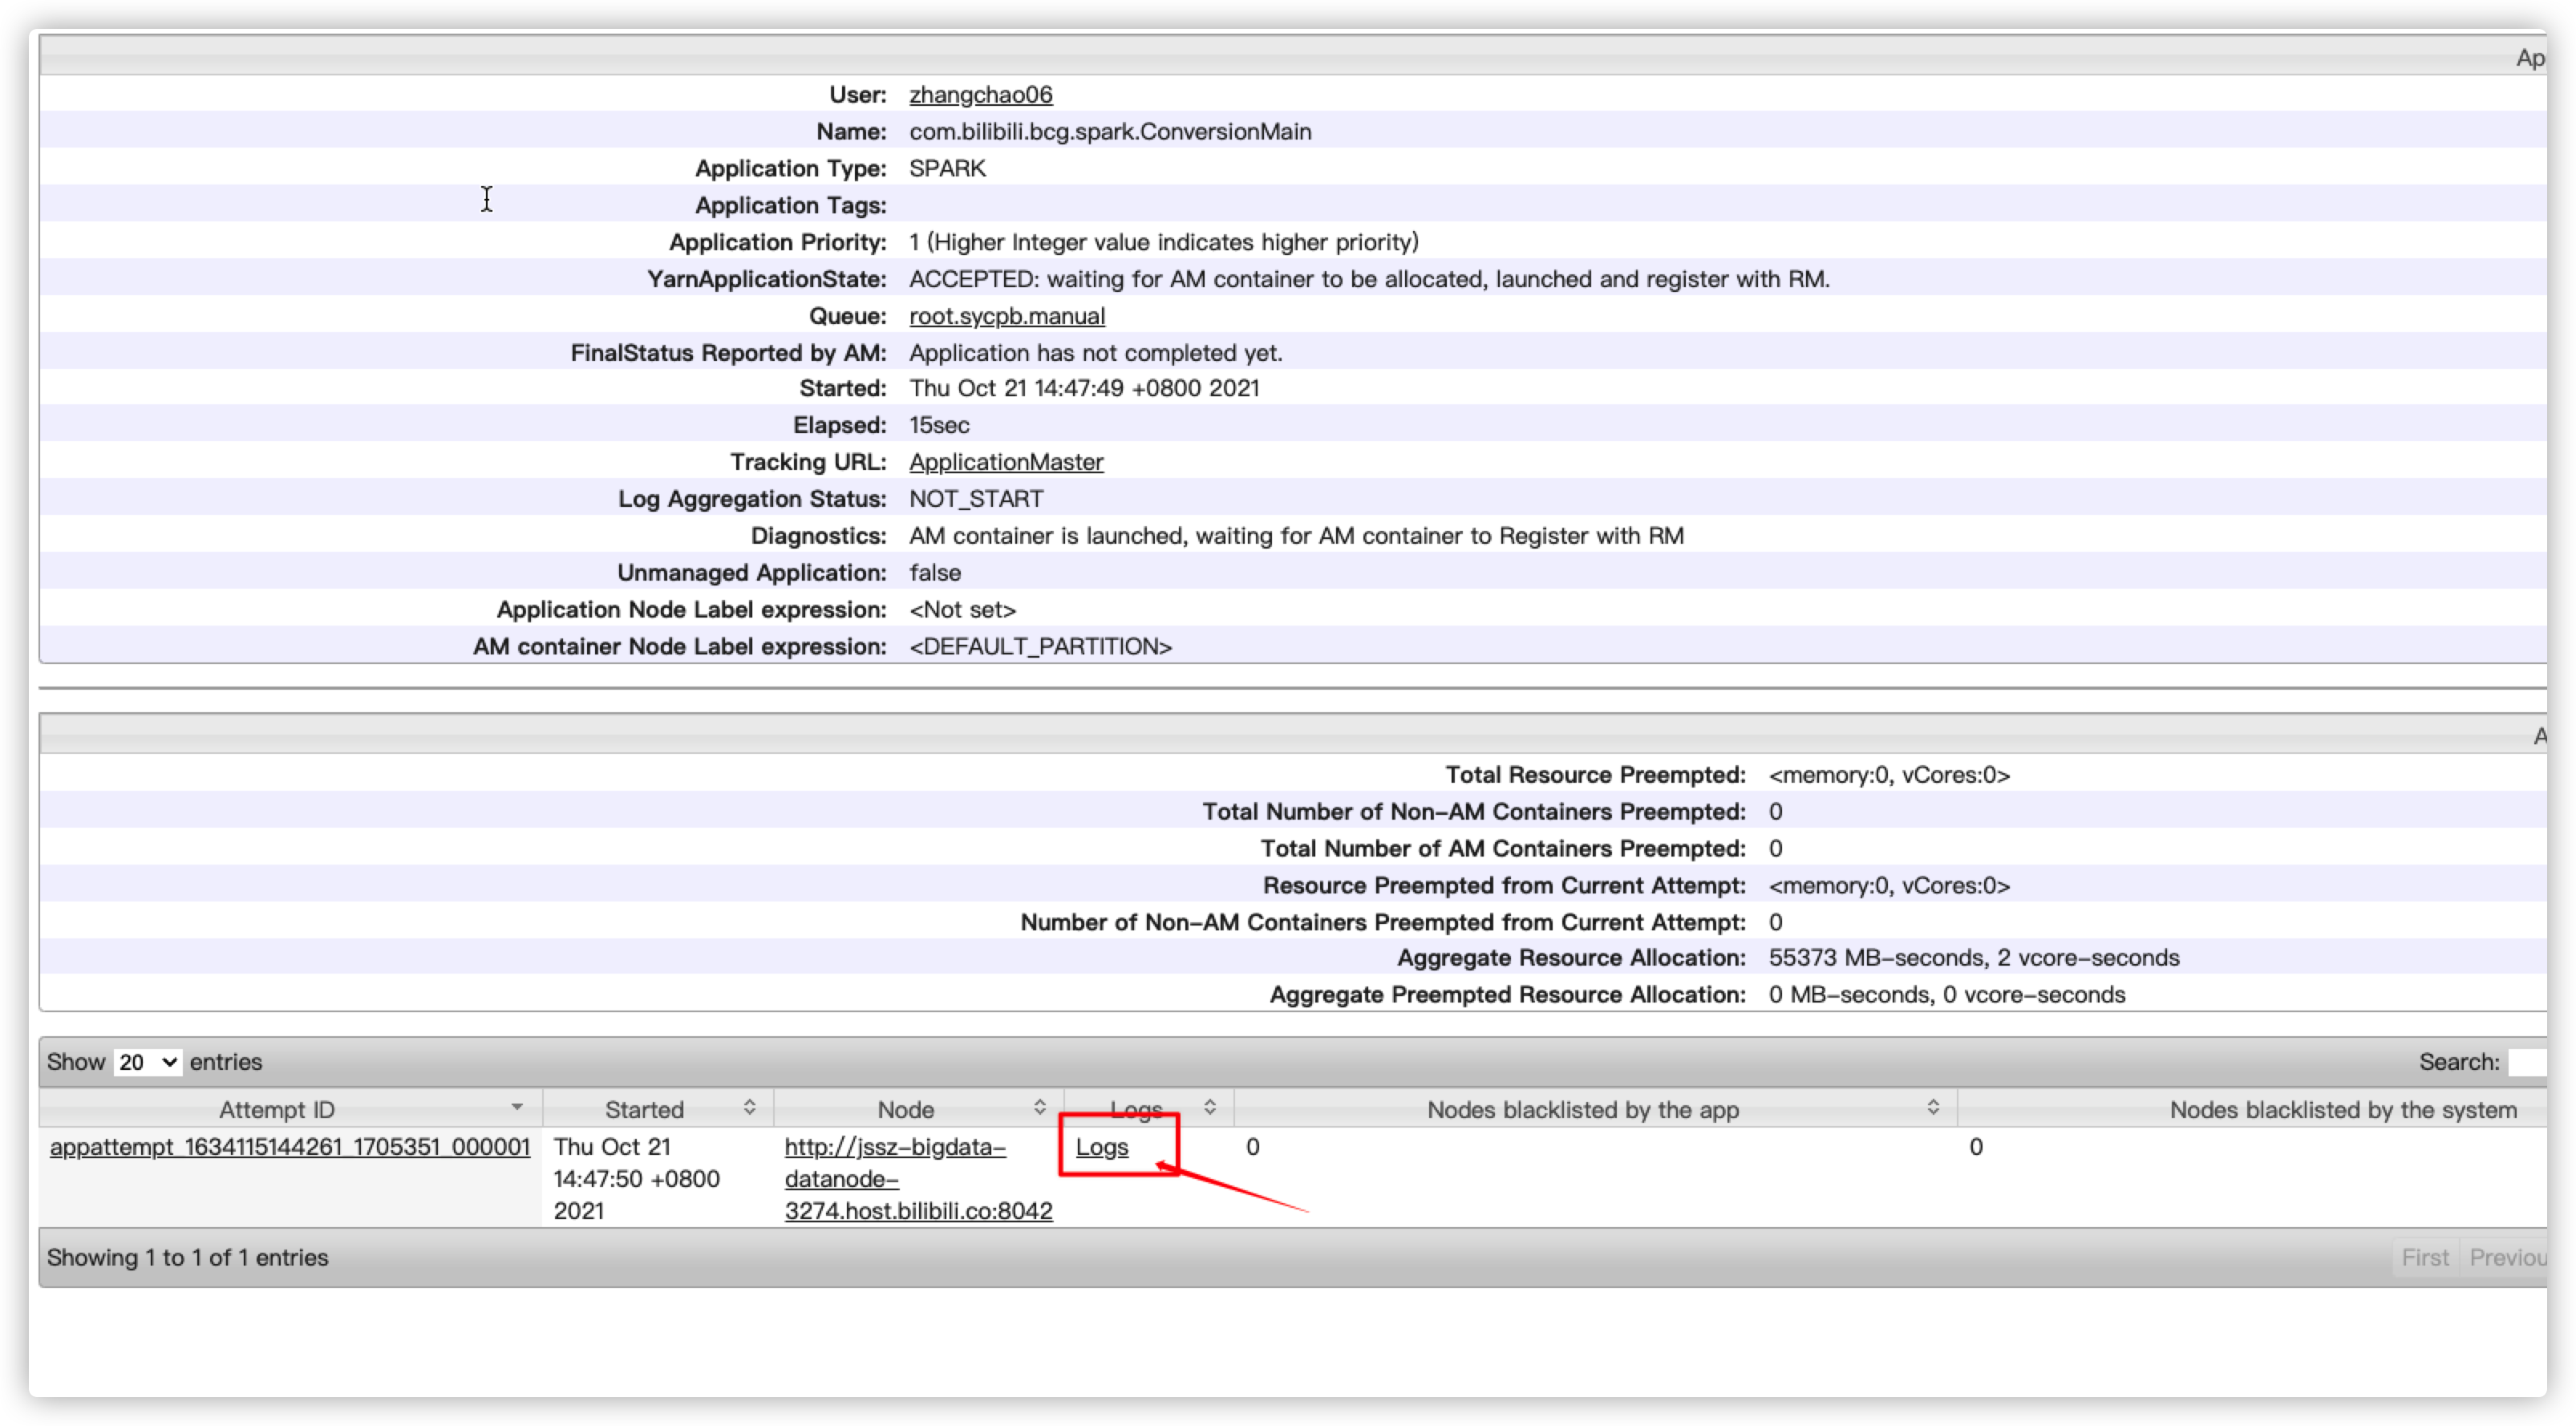 Ap
User: zhangchao06
Name: com.bilibili.bcg.spark.ConversionMain
Application Type: SPARK
Application Tags:
Application Priority: 1 (Higher Integer value indicates higher priority)
YarnApplicationState: ACCEPTED: waiting for AM container to be allocated, launched and register with RM.
Queue: root.sycpb.manual
FinalStatus Reported by AM: Application has not completed yet.
Started: Thu Oct 21 14:47:49 +0800 2021
Elapsed: 15sec
Tracking URL: ApplicationMaster
Log Aggregation Status: NOT_START
Diagnostics: AM container is launched, waiting for AM container to Register with RM
Unmanaged Application: false
Application Node Label expression: <Not set>
AM container Node Label expression: <DEFAULT_PARTITION>
A
Total Resource Preempted: <memory:0, vCores:0>
Total Number of Non-AM Containers Preempted: 0
Total Number of AM Containers Preempted: 0
Resource Preempted from Current Attempt: <memory:0, vCores:0>
Number of Non-AM Containers Preempted from Current Attempt: 0
Aggregate Resource Allocation: 55373 MB-seconds, 2 vcore-seconds
Aggregate Preempted Resource Allocation: 0 MB-seconds, 0 vcore-seconds
Show 20 entries Search:
Attempt ID Started Node Logs Nodes blacklisted by the app Nodes blacklisted by the system
appattempt_1634115144261_1705351_000001 Thu Oct 21 http://jssz-bigdata- Logs 0 0
14:47:50 +0800 datanode-
2021 3274.host.bilibili.co:8042
Showing 1 to 1 of 1 entries First Previou